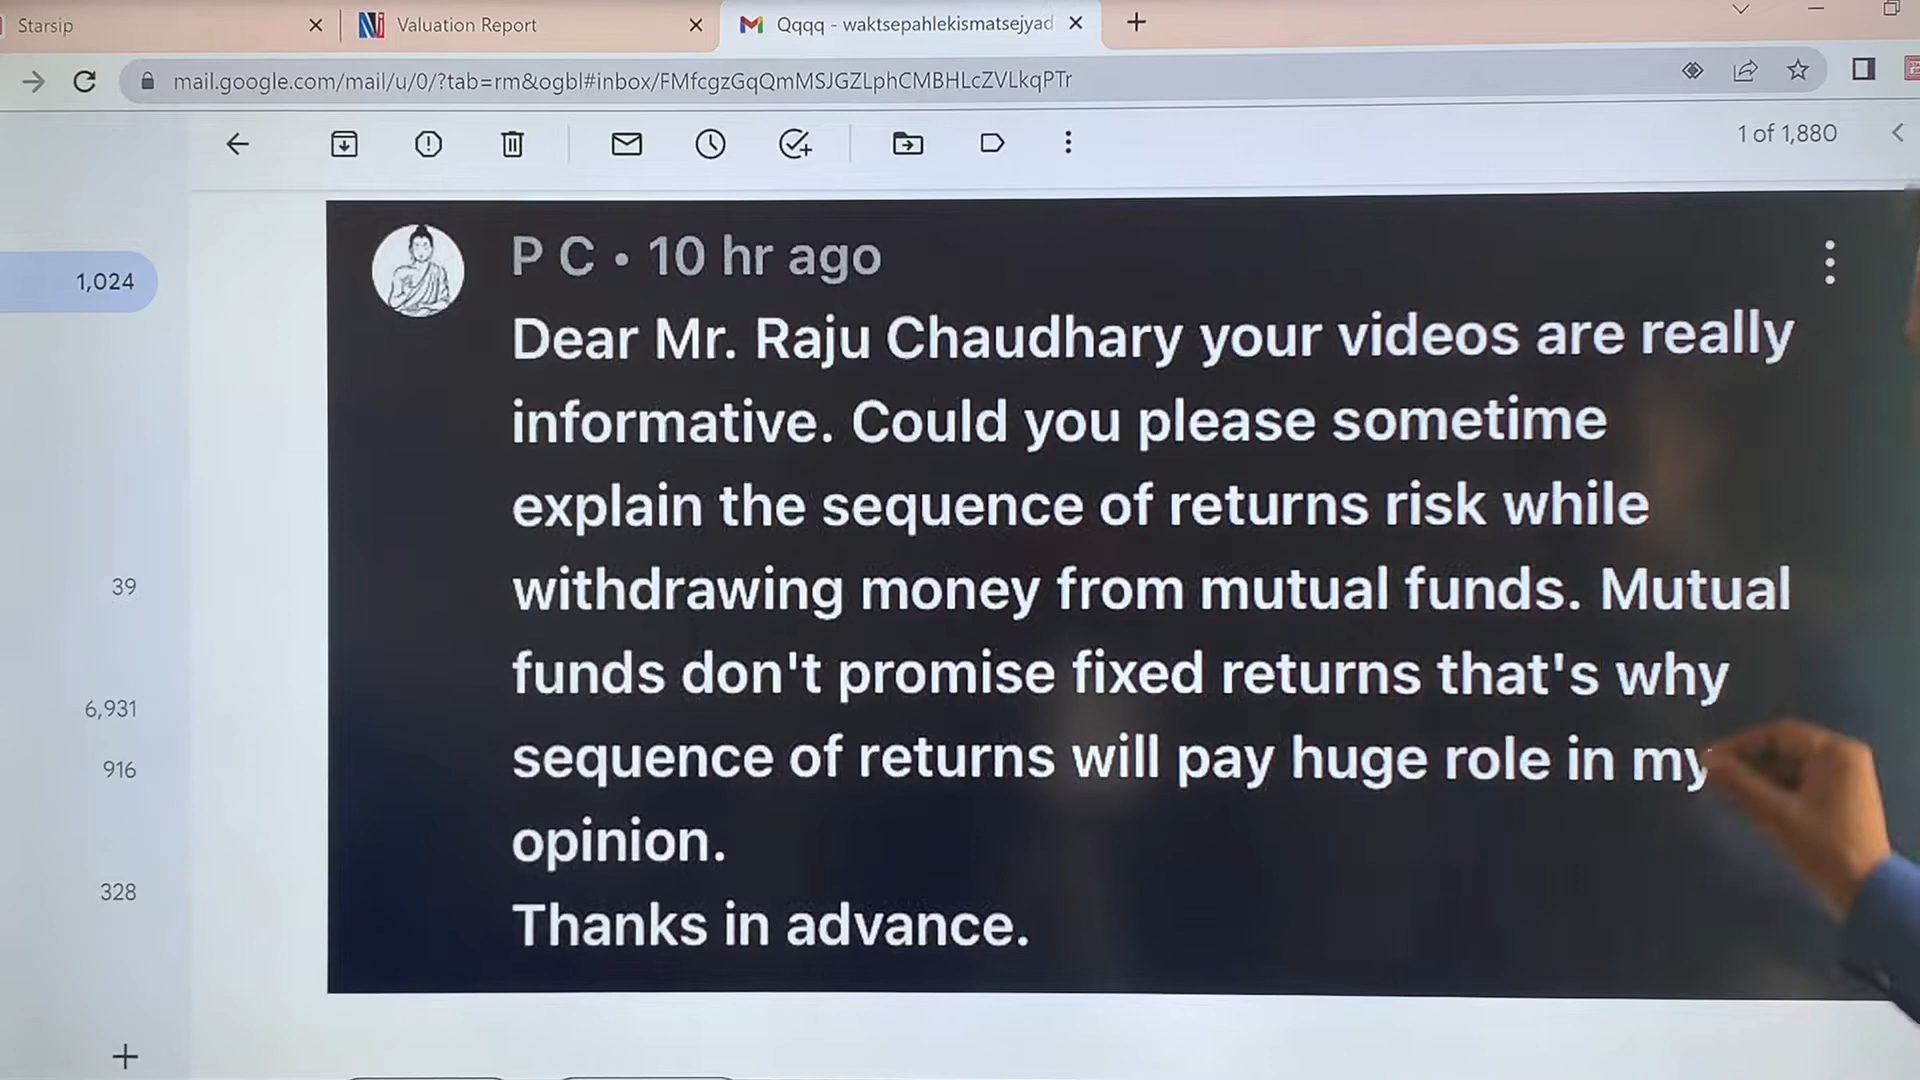 Starsip
Valuation Report
Qqqq - waktsepahlekismatsejyad
mail.google.com/mail/u/0/?tab=rm&ogbl#inbox/FMfcgzGqQmMSJGZLphCMBHLcZVLkqPTr
1 of 1,880
1,024
39
6,931
916
328
P C • 10 hr ago
Dear Mr. Raju Chaudhary your videos are really
informative. Could you please sometime
explain the sequence of returns risk while
withdrawing money from mutual funds. Mutual
funds don't promise fixed returns that's why
sequence of returns will pay huge role in my
opinion.
Thanks in advance.